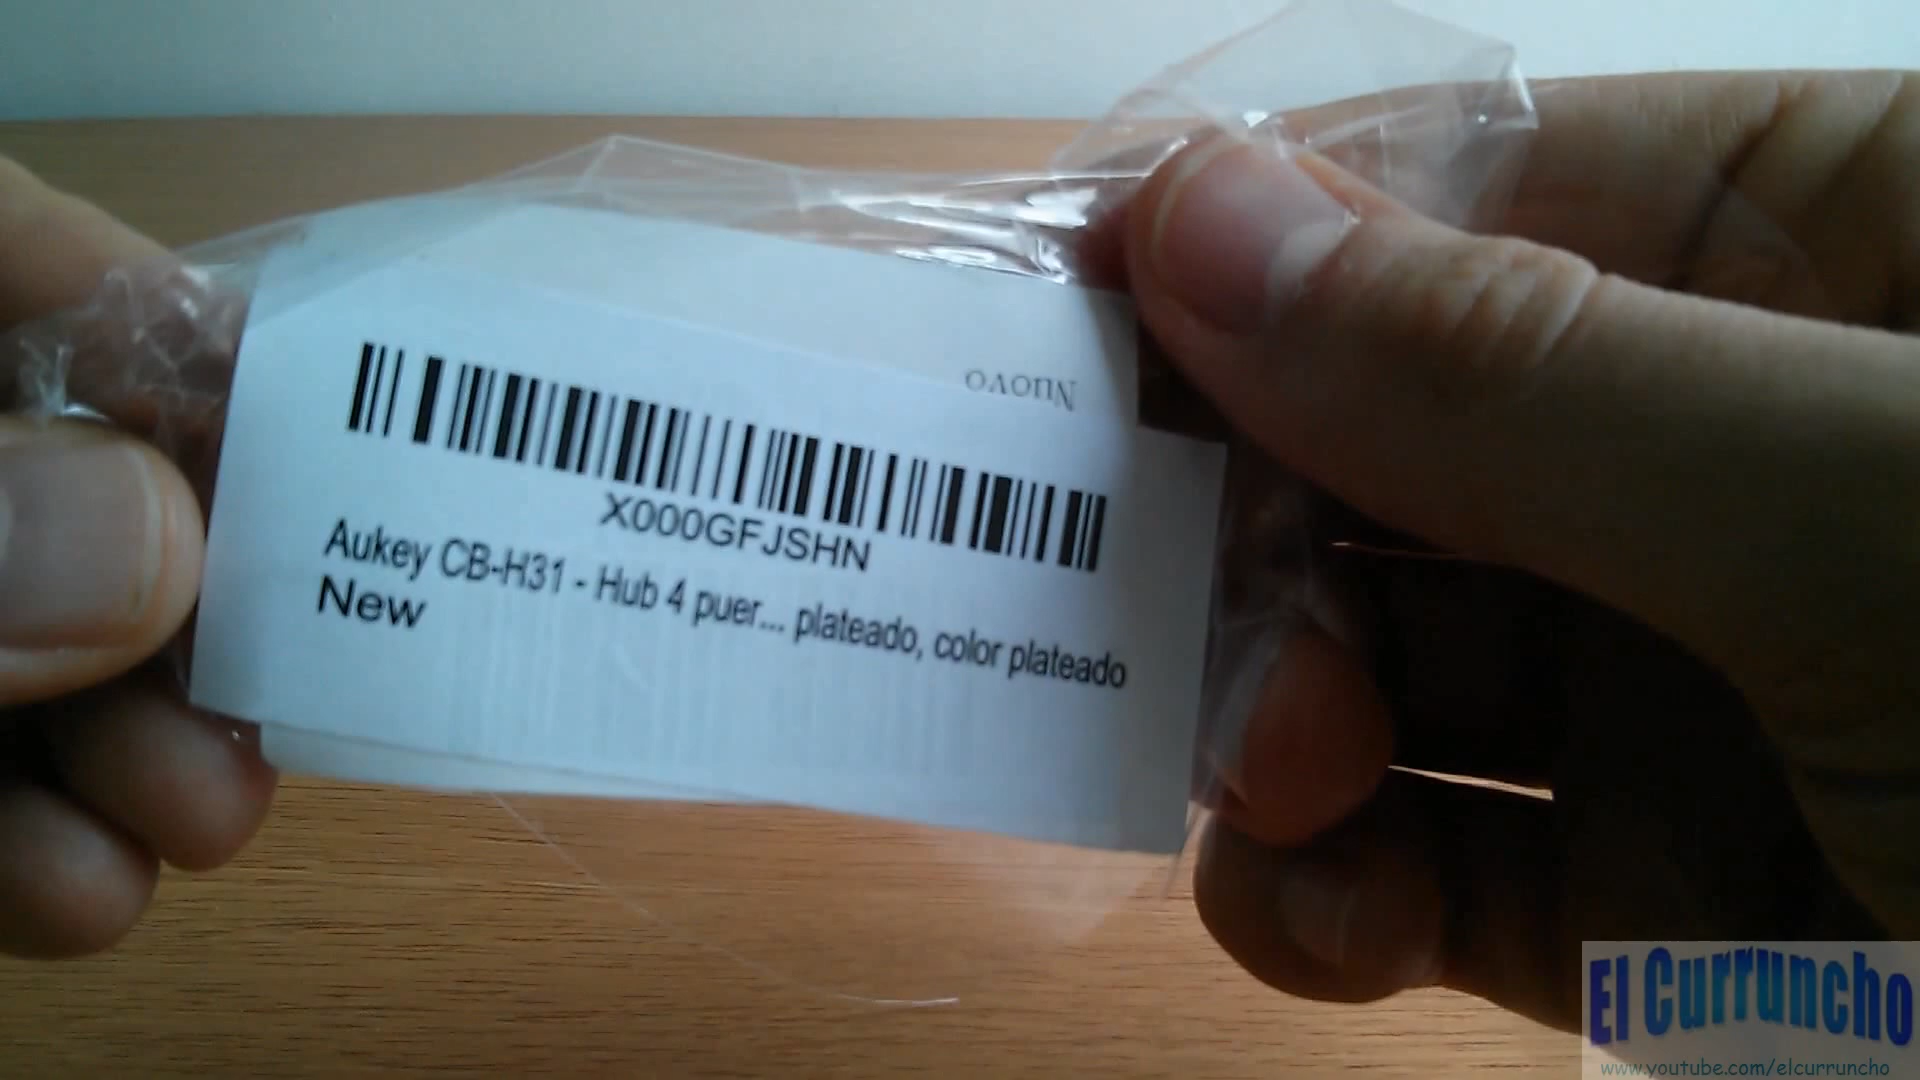 Nuovo
X000GFJSHN
Aukey CB-H31 - Hub 4 puer... plateado, color plateado
New
El Curruncho
www.youtube.com/elcurruncho